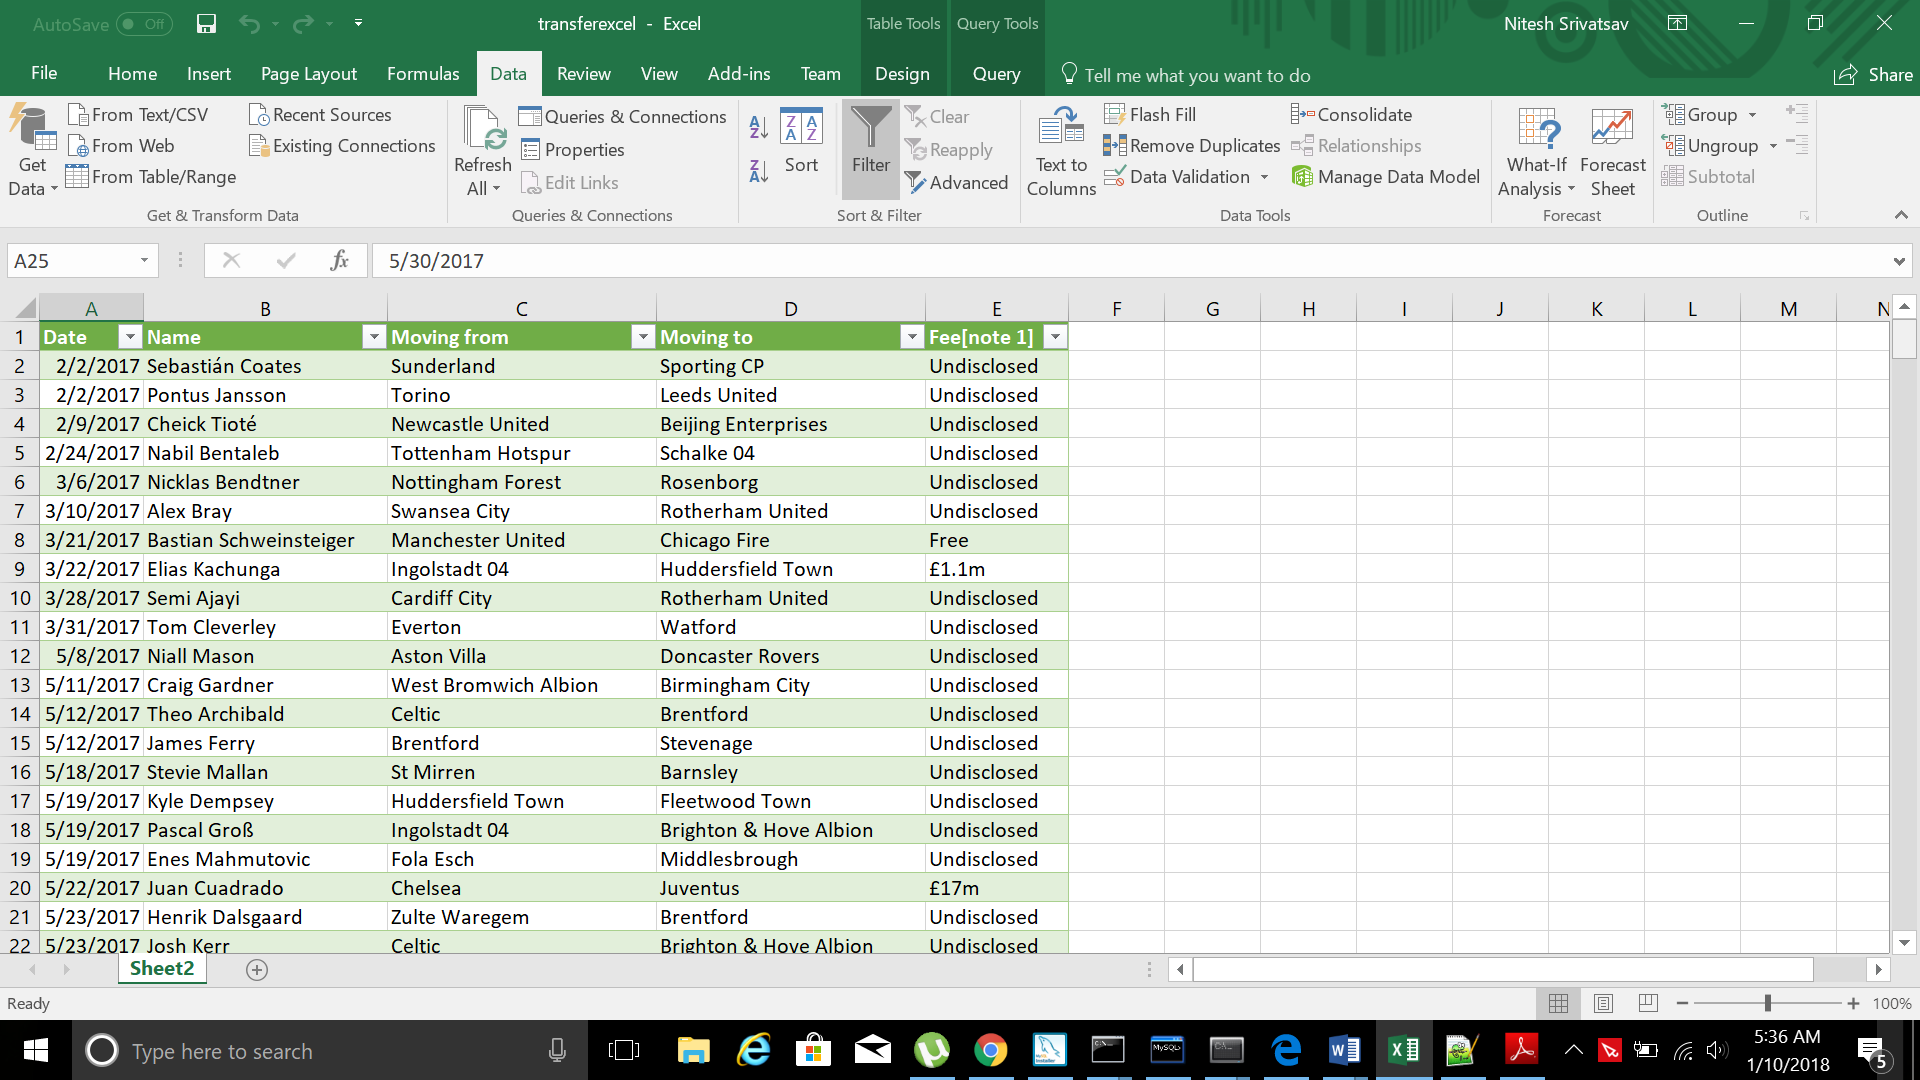 AutoSave Off transferexcel - Excel Table Tools Query Tools Nitesh Srivatsav
File Home Insert Page Layout Formulas Data Review View Add-ins Team Design Query Tell me what you want to do Share
Get Data
From Text/CSV
From Web
From Table/Range
Recent Sources
Existing Connections
Get & Transform Data
Refresh All
Queries & Connections
Properties
Edit Links
Queries & Connections
Sort
Filter
Clear
Reapply
Advanced
Sort & Filter
Text to Columns
Flash Fill
Remove Duplicates
Data Validation
Consolidate
Relationships
Manage Data Model
Data Tools
What-If Analysis
Forecast Sheet
Forecast
Group
Ungroup
Subtotal
Outline
A25 fx 5/30/2017
A B C D E F G H I J K L M N
1 Date Name Moving from Moving to Fee[note 1]
2 2/2/2017 Sebastián Coates Sunderland Sporting CP Undisclosed
3 2/2/2017 Pontus Jansson Torino Leeds United Undisclosed
4 2/9/2017 Cheick Tioté Newcastle United Beijing Enterprises Undisclosed
5 2/24/2017 Nabil Bentaleb Tottenham Hotspur Schalke 04 Undisclosed
6 3/6/2017 Nicklas Bendtner Nottingham Forest Rosenborg Undisclosed
7 3/10/2017 Alex Bray Swansea City Rotherham United Undisclosed
8 3/21/2017 Bastian Schweinsteiger Manchester United Chicago Fire Free
9 3/22/2017 Elias Kachunga Ingolstadt 04 Huddersfield Town £1.1m
10 3/28/2017 Semi Ajayi Cardiff City Rotherham United Undisclosed
11 3/31/2017 Tom Cleverley Everton Watford Undisclosed
12 5/8/2017 Niall Mason Aston Villa Doncaster Rovers Undisclosed
13 5/11/2017 Craig Gardner West Bromwich Albion Birmingham City Undisclosed
14 5/12/2017 Theo Archibald Celtic Brentford Undisclosed
15 5/12/2017 James Ferry Brentford Stevenage Undisclosed
16 5/18/2017 Stevie Mallan St Mirren Barnsley Undisclosed
17 5/19/2017 Kyle Dempsey Huddersfield Town Fleetwood Town Undisclosed
18 5/19/2017 Pascal Groß Ingolstadt 04 Brighton & Hove Albion Undisclosed
19 5/19/2017 Enes Mahmutovic Fola Esch Middlesbrough Undisclosed
20 5/22/2017 Juan Cuadrado Chelsea Juventus £17m
21 5/23/2017 Henrik Dalsgaard Zulte Waregem Brentford Undisclosed
22 5/23/2017 Josh Kerr Celtic Brighton & Hove Albion Undisclosed
Sheet2
Ready 100%
Type here to search
5:36 AM
1/10/2018
5